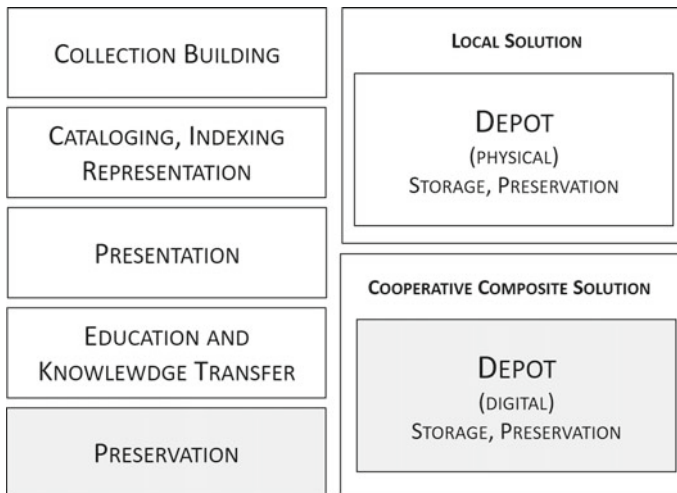 COLLECTION BUILDING
CATALOGING, INDEXING
REPRESENTATION
PRESENTATION
EDUCATION AND
KNOWLEWDGE TRANSFER
PRESERVATION
LOCAL SOLUTION
DEPOT
(PHYSICAL)
STORAGE, PRESERVATION
COOPERATIVE COMPOSITE SOLUTION
DEPOT
(DIGITAL)
STORAGE, PRESERVATION